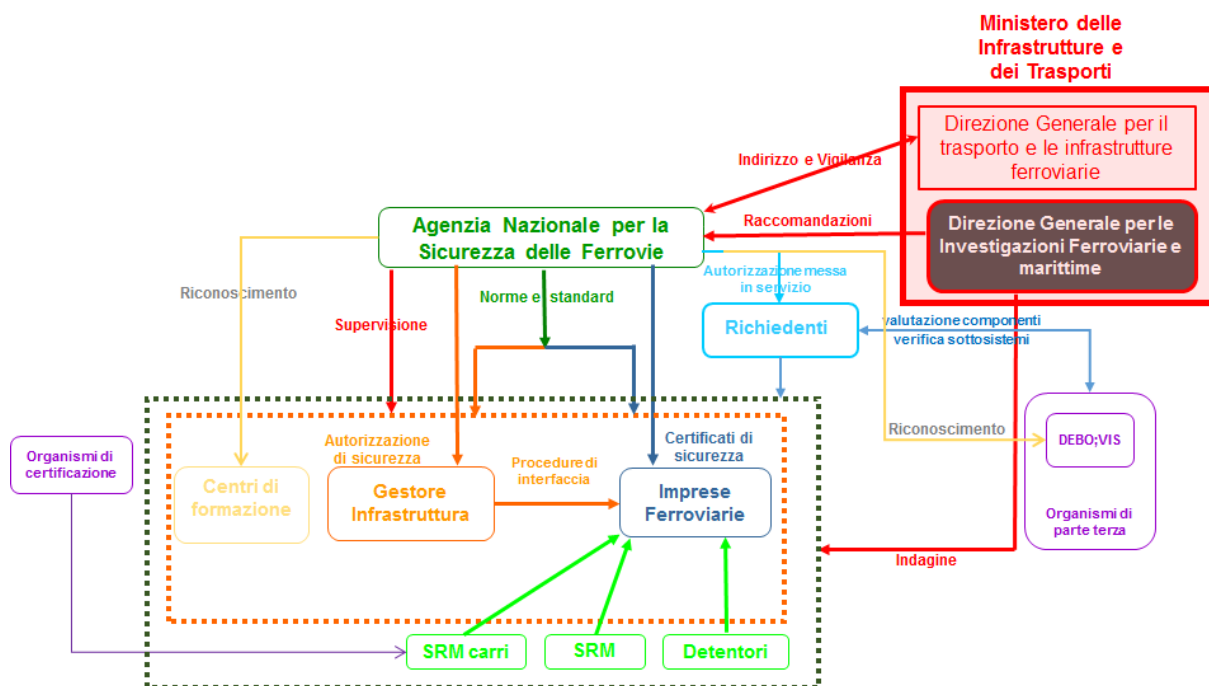 Ministero delle
Infrastrutture e
dei Trasporti
Direzione Generale per il
trasporto e le infrastrutture
ferroviarie
Indirizzo e Vigilanza
Agenzia Nazionale per la
Sicurezza delle Ferrovie
Raccomandazioni
Direzione Generale per le
Investigazioni Ferroviarie e
marittime
Riconoscimento
Norme e standard
Supervisione
Autorizzazione messa
in servizio
Richiedenti
valutazione componenti
verifica sottosistemi
Organismi di
certificazione
Centri di
formazione
Autorizzazione
di sicurezza
Gestore
Infrastruttura
Procedure di
interfaccia
Certificati di
sicurezza
Imprese
Ferroviarie
Riconoscimento
DEBO;VIS
Organismi di
parte terza
Indagine
SRM carri
SRM
Detentori